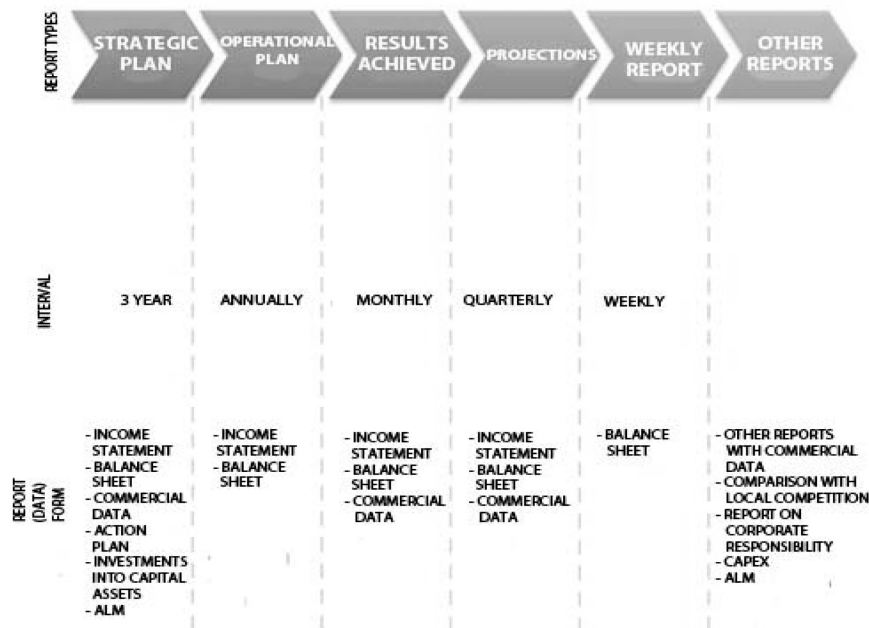 REPORT TYPES
STRATEGIC
PLAN
OPERATIONAL
PLAN
RESULTS
ACHIEVED
PROJECTIONS
WEEKLY
REPORT
OTHER
REPORTS
INTERVAL
3 YEAR
ANNUALLY
MONTHLY
QUARTERLY
WEEKLY
REPORT
(DATA)
FORM
- INCOME
STATEMENT
- BALANCE
SHEET
- COMMERCIAL
DATA
- ACTION
PLAN
- INVESTMENTS
INTO CAPITAL
ASSETS
- ALM
- INCOME
STATEMENT
- BALANCE
SHEET
- INCOME
STATEMENT
- BALANCE
SHEET
- COMMERCIAL
DATA
- INCOME
STATEMENT
- BALANCE
SHEET
- COMMERCIAL
DATA
- BALANCE
SHEET
- OTHER REPORTS
WITH COMMERCIAL
DATA
- COMPARISON WITH
LOCAL COMPETITION
- REPORT ON
CORPORATE
RESPONSIBILITY
- CAPEX
- ALM